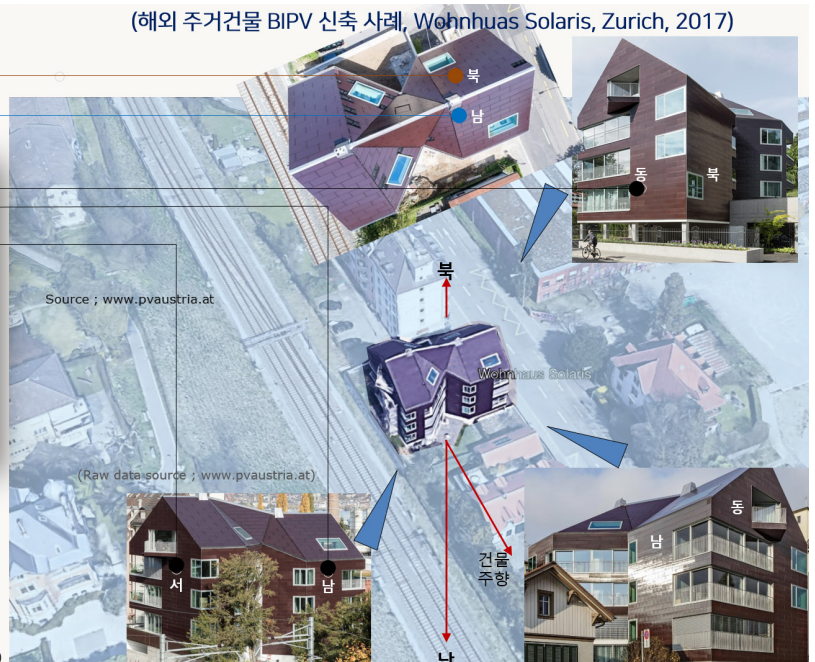 (해외 주거건물 BIPV 신축 사례, Wohnhuas Solaris, Zurich, 2017)
북
남
동
북
북
Source ; www.pvaustria.at
Wohnhaus Solaris
(Raw data source ; www.pvaustria.at)
동
남
건물
주향
서
남
남